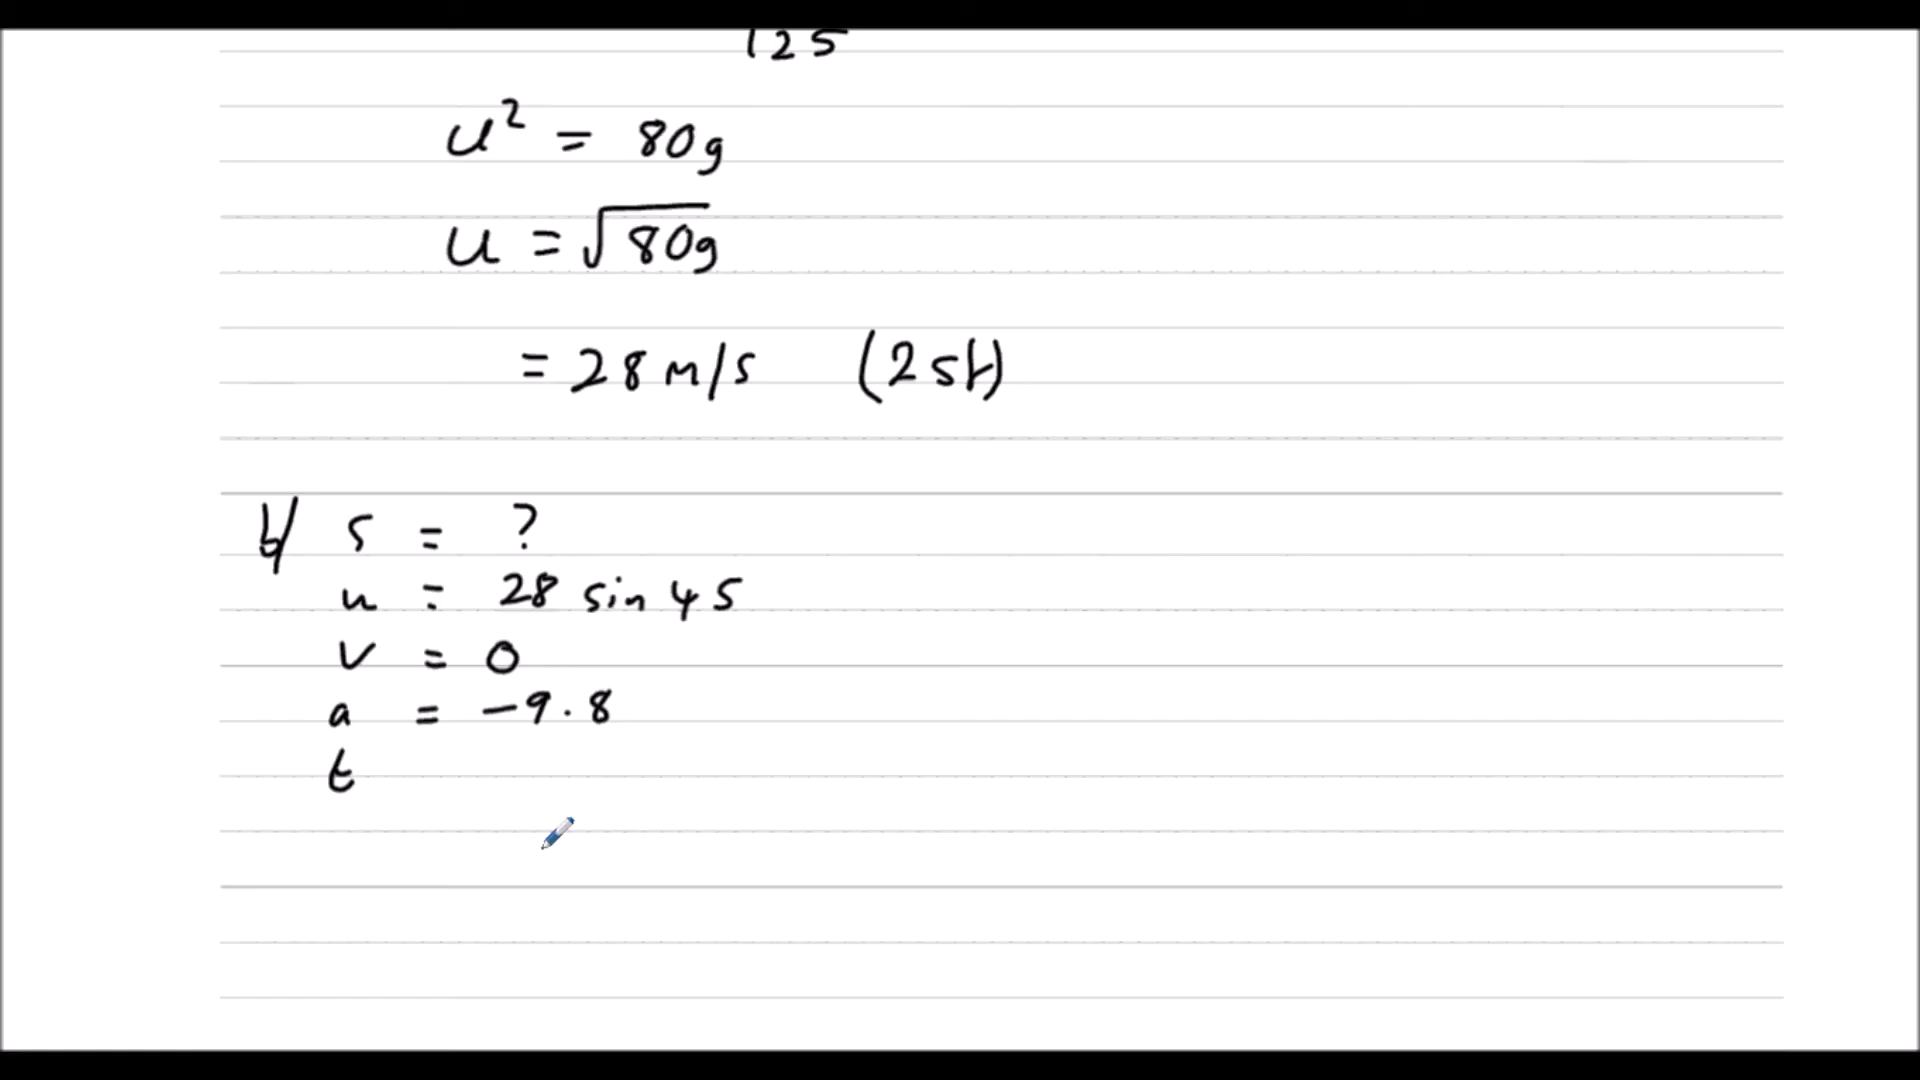 125
u² = 80g
u = √80g
= 28 m/s (2sf)
b/ s = ?
u = 28 sin 45
v = 0
a = -9.8
t